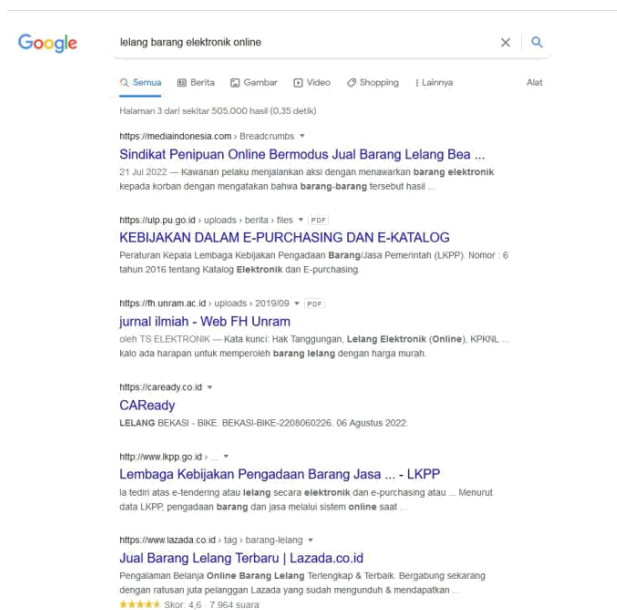 Google
lelang barang elektronik online
Semua Berita Gambar Video Shopping Lainnya Alat
Halaman 3 dari sekitar 505.000 hasil (0,35 detik)
https://mediaindonesia.com › Breadcrumbs
Sindikat Penipuan Online Bermodus Jual Barang Lelang Bea ...
21 Jul 2022 — Kawanan pelaku menjalankan aksi dengan menawarkan barang elektronik
kepada korban dengan mengatakan bahwa barang-barang tersebut hasil ...
https://ulp.pu.go.id › uploads › berita › files PDF
KEBIJAKAN DALAM E-PURCHASING DAN E-KATALOG
Peraturan Kepala Lembaga Kebijakan Pengadaan Barang/Jasa Pemerintah (LKPP). Nomor : 6
tahun 2016 tentang Katalog Elektronik dan E-purchasing.
https://fh.unram.ac.id › uploads › 2019/09 PDF
jurnal ilmiah - Web FH Unram
oleh TS ELEKTRONIK — Kata kunci: Hak Tanggungan, Lelang Elektronik (Online), KPKNL ...
kalo ada harapan untuk memperoleh barang lelang dengan harga murah.
https://caready.co.id
CAReady
LELANG BEKASI - BIKE. BEKASI-BIKE-2208060226. 06 Agustus 2022.
http://www.lkpp.go.id › ...
Lembaga Kebijakan Pengadaan Barang Jasa ... - LKPP
Ia tediri atas e-tendering atau lelang secara elektronik dan e-purchasing atau ... Menurut
data LKPP, pengadaan barang dan jasa melalui sistem online saat ...
https://www.lazada.co.id › tag › barang-lelang
Jual Barang Lelang Terbaru | Lazada.co.id
Pengalaman Belanja Online Barang Lelang Terlengkap & Terbaik. Bergabung sekarang
dengan ratusan juta pelanggan Lazada yang sudah mengunduh & mendapatkan ...
Skor: 4,6 · 7.964 suara